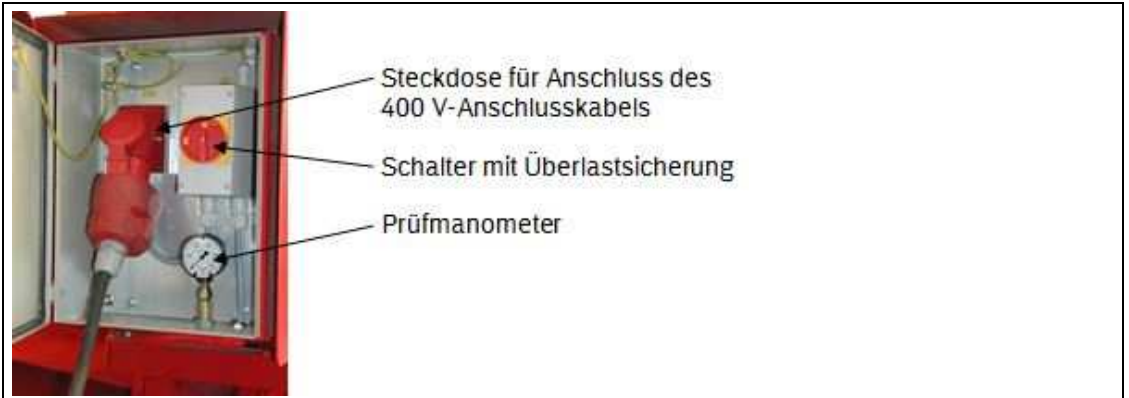 Steckdose für Anschluss des
400 V-Anschlusskabels
Schalter mit Überlastsicherung
Prüfmanometer